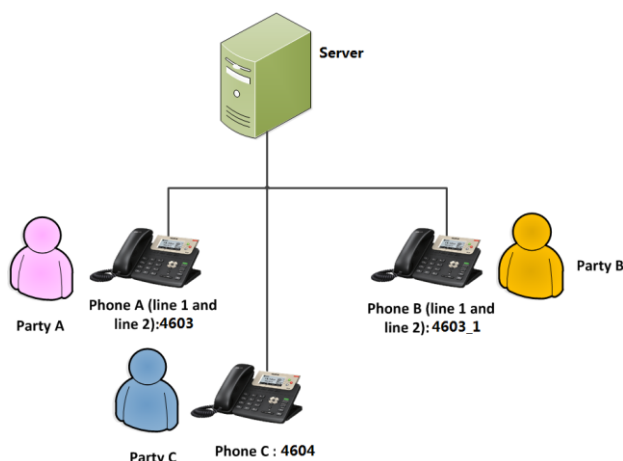 Server
Party A
Phone A (line 1 and
line 2):4603
Phone B (line 1 and
line 2): 4603_1
Party B
Party C
Phone C : 4604